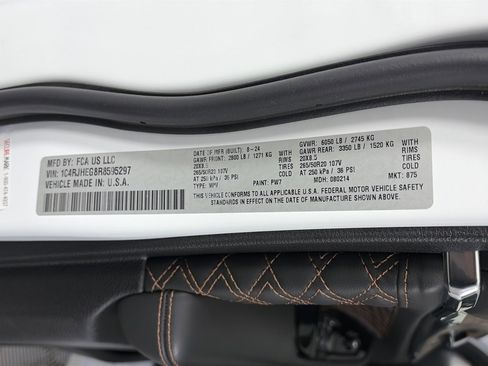 MFD BY: FCA US LLC
VIN: 1C4RJHEG8R8595297
VEHICLE MADE IN: U.S.A.
DATE OF MFR (BUILT) 8-24
GAWR FRONT: 2800 LB / 1271 KG
20X8.5 RIMS
265/50R20 107V TIRES
AT 250 kPa / 36 PSI COLD
TYPE: MPV PAINT: PW7
GVWR: 6050 LB / 2745 KG
GAWR REAR: 3350 LB / 1520 KG
WITH
20X8.5 RIMS
265/50R20 107V TIRES
AT 250 kPa / 36 PSI COLD
MDH: 080214 MKT: 875
THIS VEHICLE CONFORMS TO ALL APPLICABLE U.S.A. FEDERAL MOTOR VEHICLE
SAFETY STANDARDS IN EFFECT ON THE DATE OF MANUFACTURE SHOWN ABOVE.